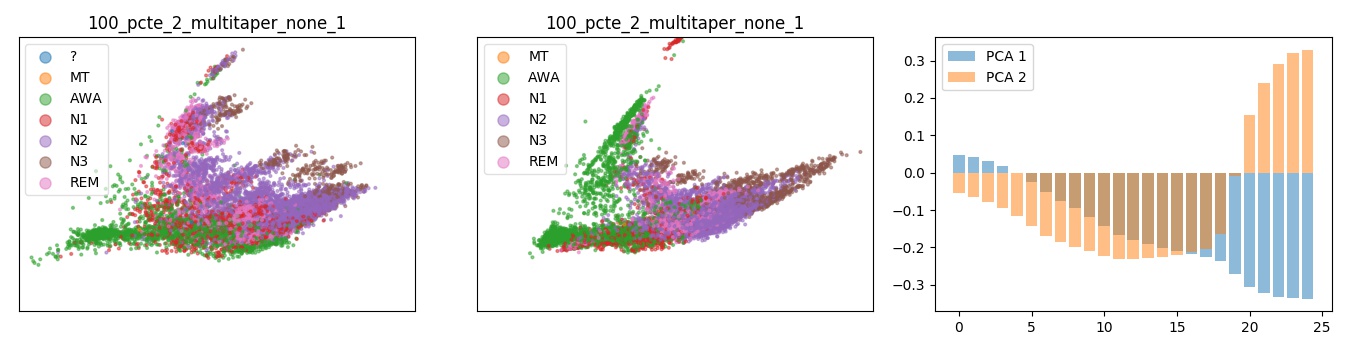 100_pcte_2_multitaper_none_1
?
MT
AWA
N1
N2
N3
REM
100_pcte_2_multitaper_none_1
MT
AWA
N1
N2
N3
REM
PCA 1
PCA 2
0.3
0.2
0.1
0.0
−0.1
−0.2
−0.3
0 5 10 15 20 25